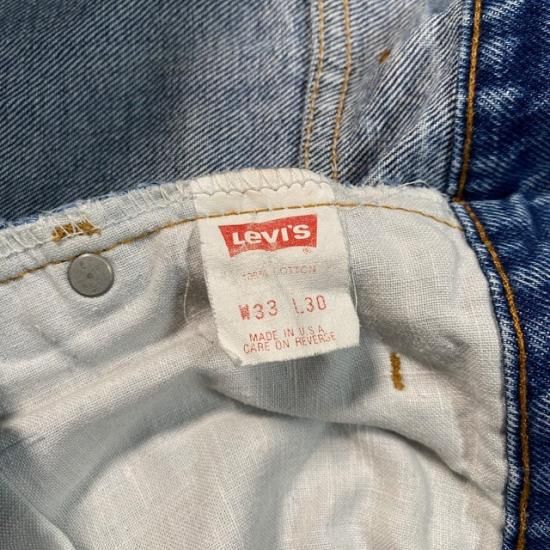 Levi's
®
100% COTTON
W33 L30
MADE IN U.S.A.
CARE ON REVERSE